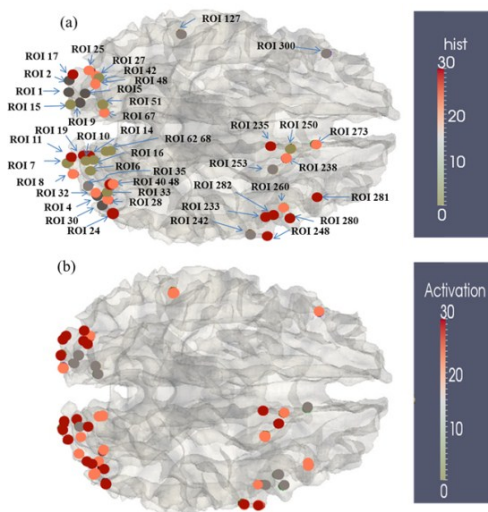 (a)
ROI 127
ROI 25
ROI 17
ROI 27
ROI 300
ROI 2
ROI 42
ROI 48
ROI 1
ROI5
ROI 15
ROI 51
ROI 9
ROI 67
ROI 19
ROI 10
ROI 14
ROI 11
ROI 62 68
ROI 7
ROI 16
ROI6
ROI 35
ROI 8
ROI 40 48
ROI 32
ROI 33
ROI 4
ROI 28
ROI 30
ROI 24
ROI 235
ROI 250
ROI 273
ROI 253
ROI 238
ROI 282
ROI 260
ROI 281
ROI 233
ROI 280
ROI 242
ROI 248
hist
30
20
10
0
(b)
Activation
30
20
10
0